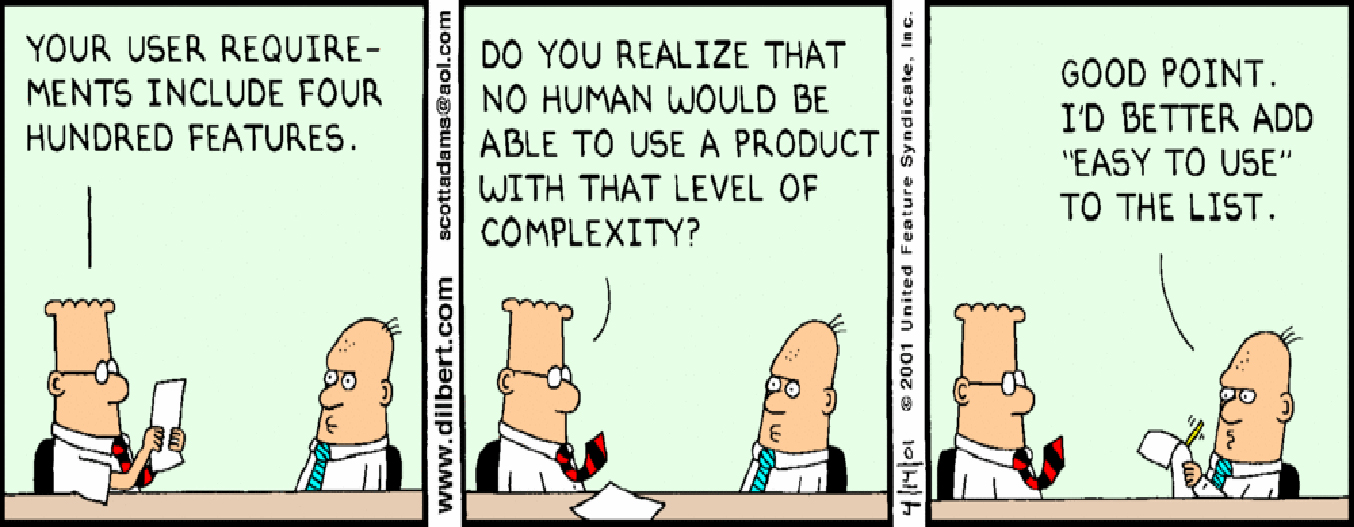 YOUR USER REQUIRE-
MENTS INCLUDE FOUR
HUNDRED FEATURES.
www.dilbert.com scottadams@aol.com
DO YOU REALIZE THAT
NO HUMAN WOULD BE
ABLE TO USE A PRODUCT
WITH THAT LEVEL OF
COMPLEXITY?
4/14/01 © 2001 United Feature Syndicate, Inc.
GOOD POINT.
I'D BETTER ADD
"EASY TO USE"
TO THE LIST.